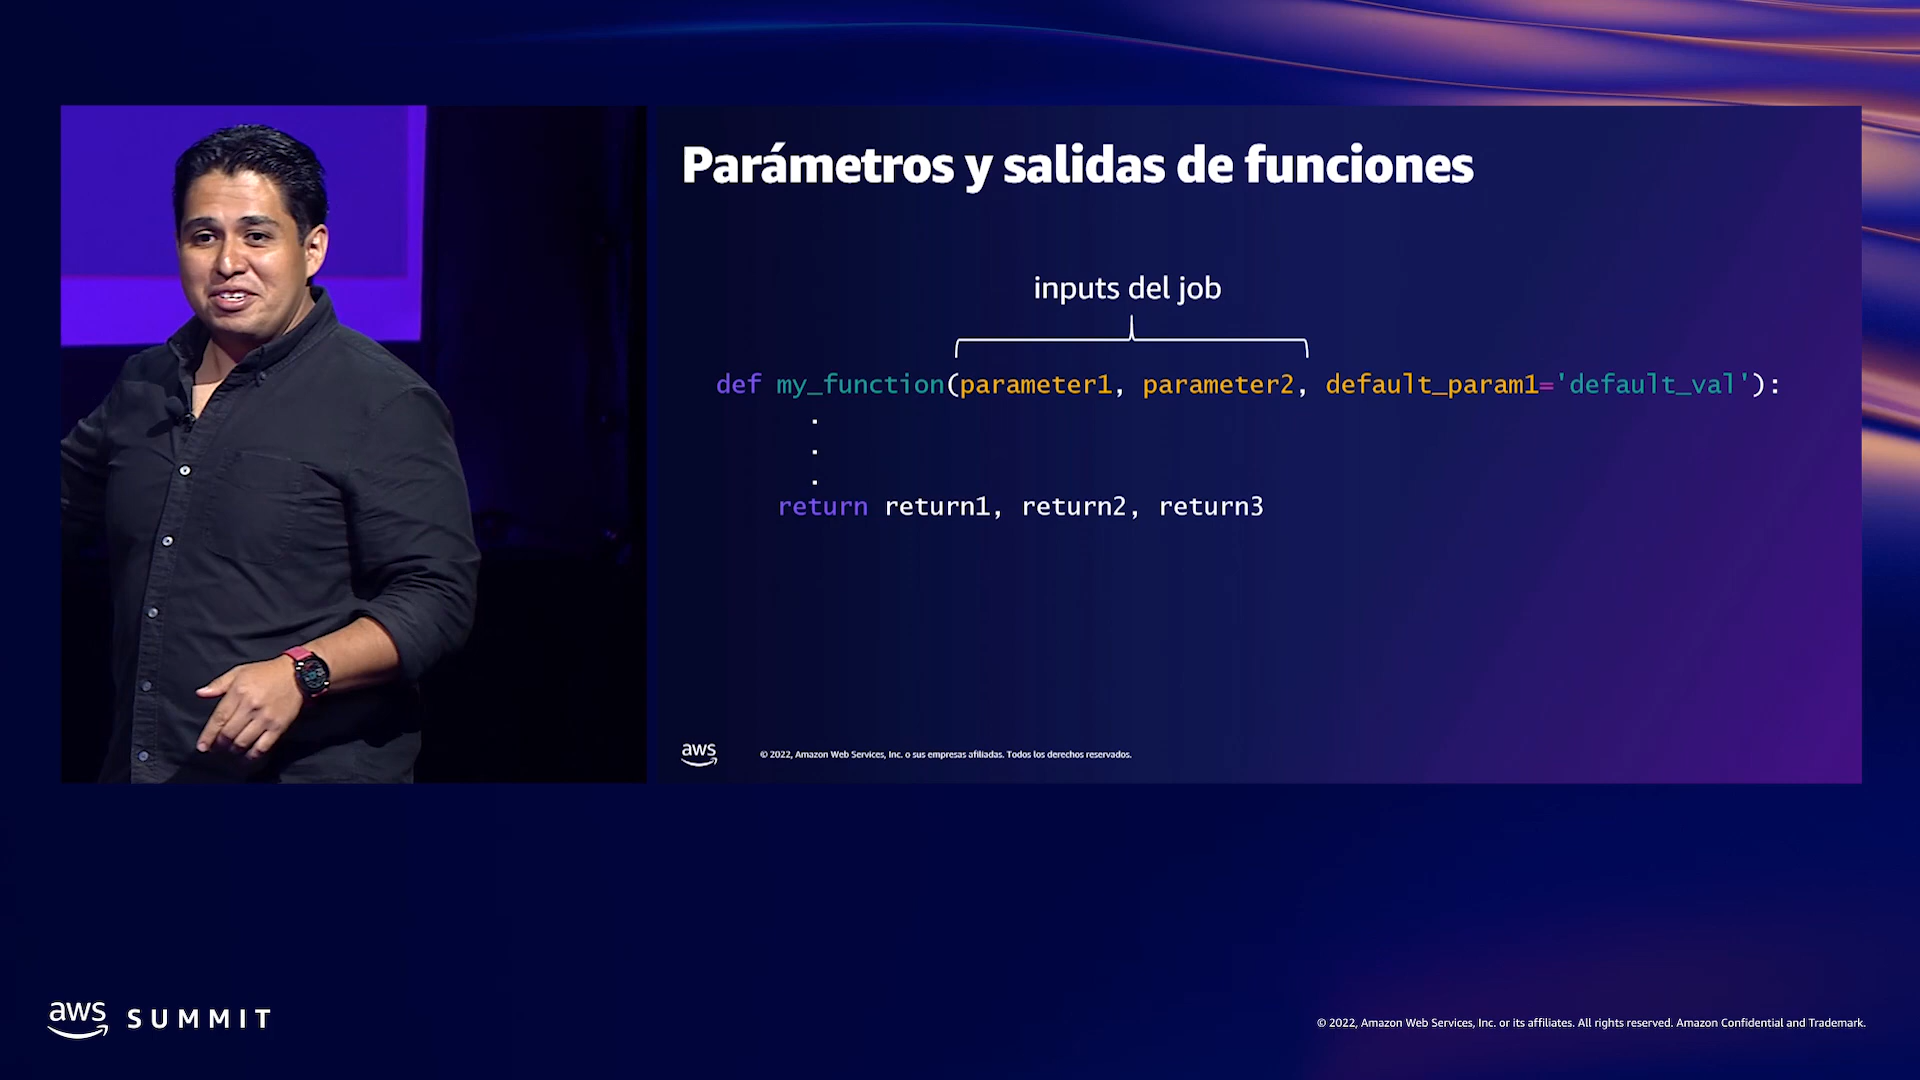 Parámetros y salidas de funciones
inputs del job
def my_function(parameter1, parameter2, default_param1='default_val'):
.
.
.
return return1, return2, return3
aws
© 2022, Amazon Web Services, Inc. o sus empresas afiliadas. Todos los derechos reservados.
aws SUMMIT
© 2022, Amazon Web Services, Inc. or its affiliates. All rights reserved. Amazon Confidential and Trademark.